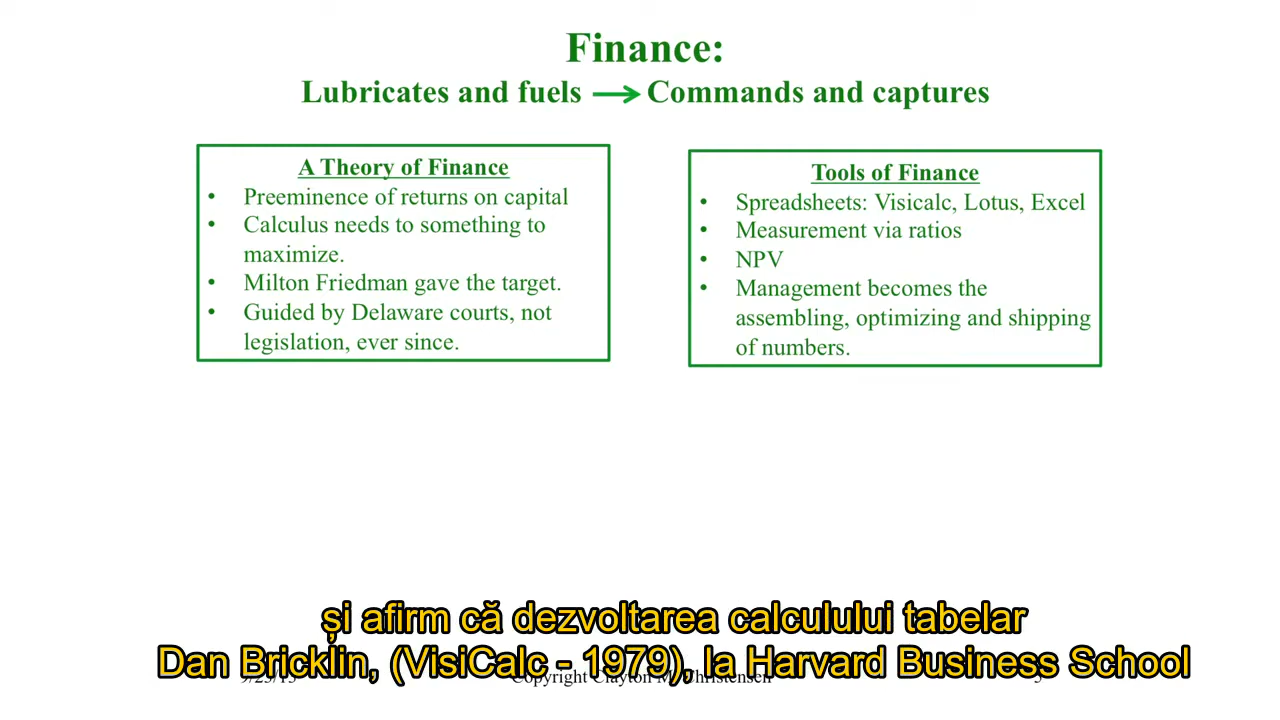 Finance:
Lubricates and fuels → Commands and captures
A Theory of Finance
• Preeminence of returns on capital
• Calculus needs to something to
maximize.
• Milton Friedman gave the target.
• Guided by Delaware courts, not
legislation, ever since.
Tools of Finance
• Spreadsheets: Visicalc, Lotus, Excel
• Measurement via ratios
• NPV
• Management becomes the
assembling, optimizing and shipping
of numbers.
și afirm că dezvoltarea calculului tabelar
Dan Bricklin, (VisiCalc - 1979), la Harvard Business School
Copyright Clayton M. Christensen